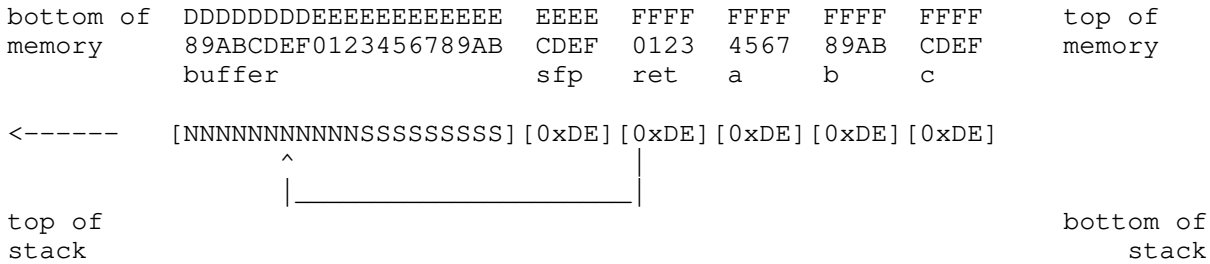 bottom of  DDDDDDDDEEEEEEEEEEEE  EEEE  FFFF  FFFF  FFFF  FFFF     top of
memory     89ABCDEF0123456789AB  CDEF  0123  4567  89AB  CDEF     memory
           buffer                sfp   ret   a     b     c
<------   [NNNNNNNNNNNSSSSSSSSS][0xDE][0xDE][0xDE][0xDE][0xDE]
                 ^                     |
                 |_____________________|
top of                                                            bottom of
stack                                                                 stack